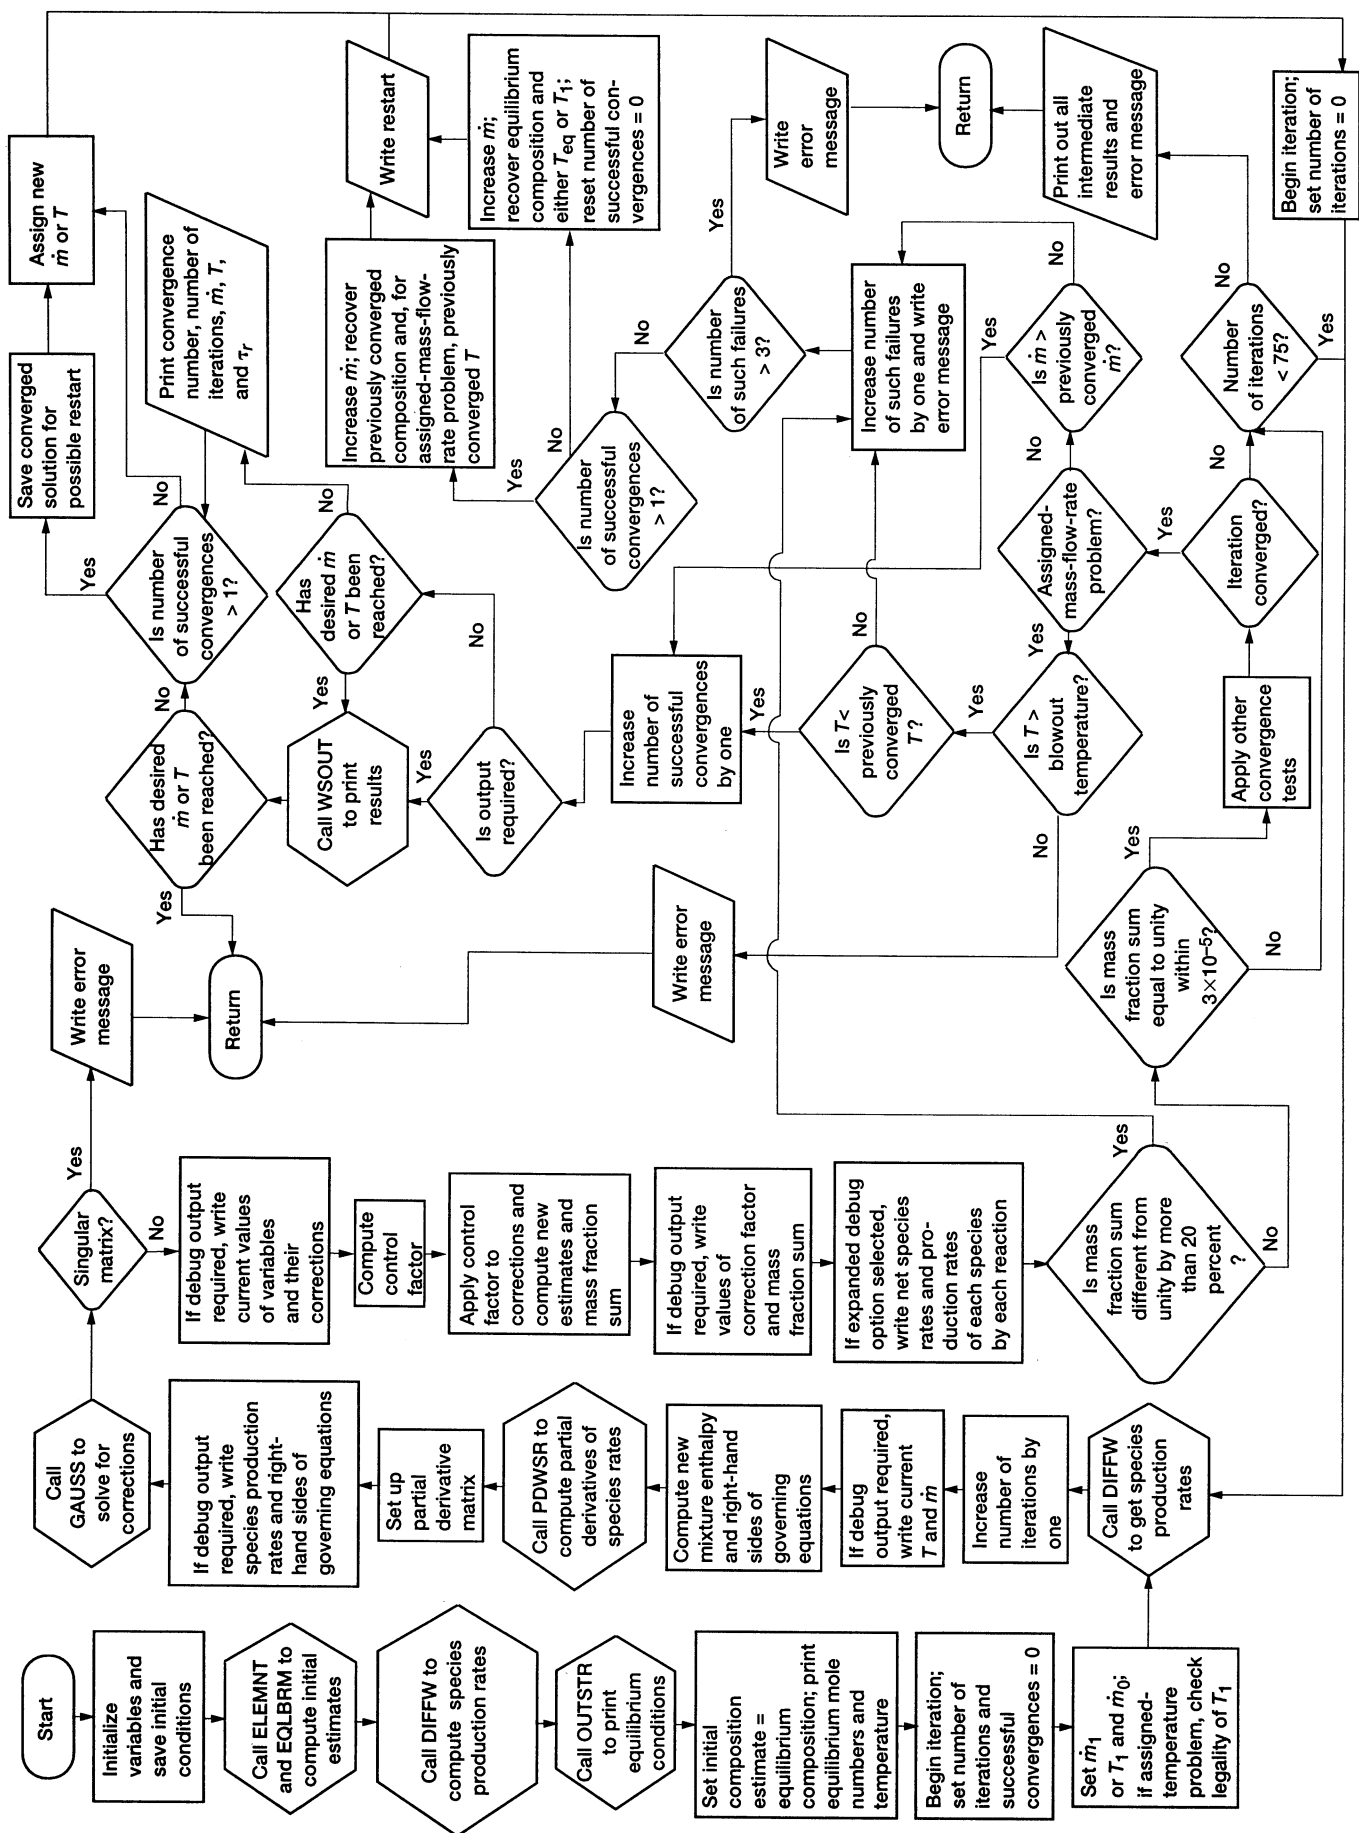 Start
Initialize
variables and
save initial
conditions
Call ELEMNT
and EQLBRM to
compute initial
estimates
Call DIFFW to
compute species
production rates
Call OUTSTR
to print
equilibrium
conditions
Set initial
composition
estimate =
equilibrium
composition; print
equilibrium mole
numbers and
temperature
Begin iteration;
set number of
iterations and
successful
convergences = 0
Set ṁ1
or T1 and ṁ0;
if assigned-
temperature
problem, check
legality of T1
Call DIFFW
to get species
production
rates
Increase
number of
iterations by
one
If debug
output required,
write current
T and ṁ
Compute new
mixture enthalpy
and right-hand
sides of
governing
equations
Call PDWSR to
compute partial
derivatives of
species rates
Set up
partial
derivative
matrix
If debug output
required, write
species production
rates and right-
hand sides of
governing equations
Call
GAUSS to
solve for
corrections
Singular
matrix?
Yes
No
Write error
message
Return
If debug output
required, write
current values
of variables
and their
corrections
Compute
control
factor
Apply control
factor to
corrections and
compute new
estimates and
mass fraction
sum
If debug output
required, write
values of
correction factor
and mass
fraction sum
If expanded debug
option selected,
write net species
rates and pro-
duction rates
of each species
by each reaction
Is mass
fraction sum
different from
unity by more
than 20
percent
?
Yes
No
Is mass
fraction sum
equal to unity
within
3×10–5?
Yes
No
Apply other
convergence
tests
Iteration
converged?
Yes
No
Number
of iterations
< 75?
No
Yes
Print out all
intermediate
results and
error message
Return
Begin iteration;
set number of
iterations = 0
Assigned-
mass-flow-rate
problem?
Yes
No
Is T >
blowout
temperature?
Yes
No
Write error
message
Is ṁ >
previously
converged
ṁ?
Yes
No
Is T <
previously
converged
T?
Yes
No
Increase number
of such failures
by one and write
error message
Is number
of such failures
> 3?
Yes
No
Write
error
message
Is number
of successful
convergences
> 1?
Yes
No
Increase ṁ; recover
previously converged
composition and, for
assigned-mass-flow-
rate problem, previously
converged T
Increase ṁ;
recover equilibrium
composition and
either Teq or T1;
reset number of
successful con-
vergences = 0
Write restart
Increase
number of
successful
convergences
by one
Is output
required?
Yes
No
Call WSOUT
to print
results
Has
desired ṁ
or T been
reached?
Yes
No
Has desired
ṁ or T
been reached?
Yes
No
Print convergence
number, number of
iterations, ṁ, T,
and τr
Is number
of successful
convergences
> 1?
Yes
No
Save converged
solution for
possible restart
Assign new
ṁ or T